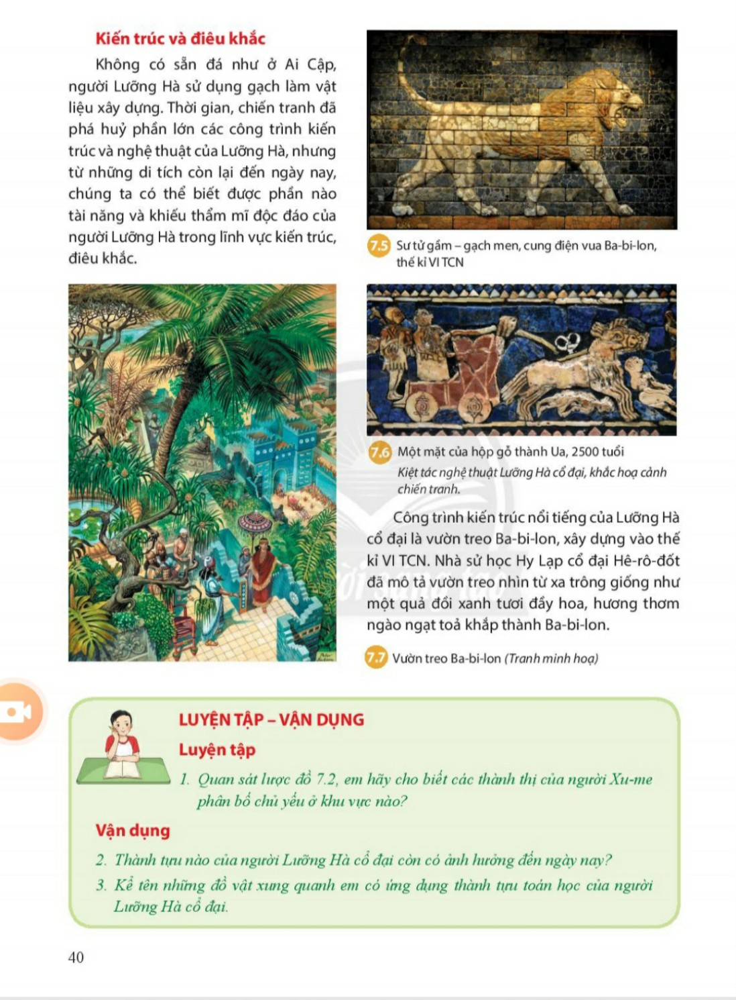 Kiến trúc và điêu khắc
Không có sẵn đá như ở Ai Cập,
người Lưỡng Hà sử dụng gạch làm vật
liệu xây dựng. Thời gian, chiến tranh đã
phá huỷ phần lớn các công trình kiến
trúc và nghệ thuật của Lưỡng Hà, nhưng
từ những di tích còn lại đến ngày nay,
chúng ta có thể biết được phần nào
tài năng và khiếu thẩm mĩ độc đáo của
người Lưỡng Hà trong lĩnh vực kiến trúc,
điêu khắc.
7.5 Sư tử gầm – gạch men, cung điện vua Ba-bi-lon,
thế kỉ VI TCN
7.6 Một mặt của hộp gỗ thành Ua, 2500 tuổi
Kiệt tác nghệ thuật Lưỡng Hà cổ đại, khắc hoạ cảnh
chiến tranh.
Công trình kiến trúc nổi tiếng của Lưỡng Hà
cổ đại là vườn treo Ba-bi-lon, xây dựng vào thế
kỉ VI TCN. Nhà sử học Hy Lạp cổ đại Hê-rô-đốt
đã mô tả vườn treo nhìn từ xa trông giống như
một quả đồi xanh tươi đầy hoa, hương thơm
ngào ngạt toả khắp thành Ba-bi-lon.
7.7 Vườn treo Ba-bi-lon (Tranh minh hoạ)
LUYỆN TẬP – VẬN DỤNG
Luyện tập
1. Quan sát lược đồ 7.2, em hãy cho biết các thành thị của người Xu-me
phân bố chủ yếu ở khu vực nào?
Vận dụng
2. Thành tựu nào của người Lưỡng Hà cổ đại còn có ảnh hưởng đến ngày nay?
3. Kể tên những đồ vật xung quanh em có ứng dụng thành tựu toán học của người
Lưỡng Hà cổ đại.
40